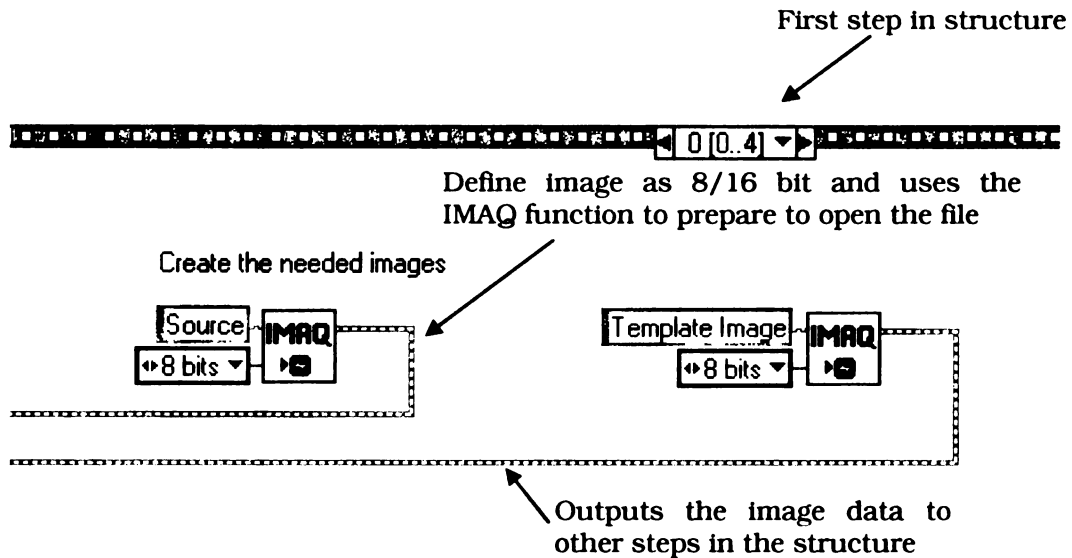 First step in structure
0 [0..4]
Define image as 8/16 bit and uses the
IMAQ function to prepare to open the file
Create the needed images
Source
IMAQ
8 bits
Template Image
IMAQ
8 bits
Outputs the image data to
other steps in the structure